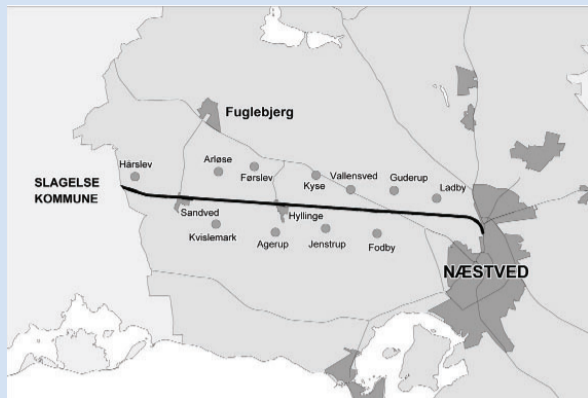 Fuglebjerg
Hårslev
Arløse
Førslev
Kyse
Vallensved
Guderup
Ladby
SLAGELSE
KOMMUNE
Sandved
Hyllinge
Kvislemark
Agerup
Jenstrup
Fodby
NÆSTVED